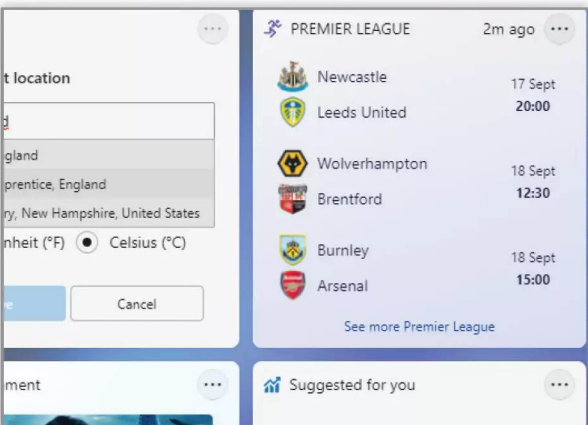 t location
d
gland
prentice, England
ry, New Hampshire, United States
nheit (°F) Celsius (°C)
Cancel
PREMIER LEAGUE 2m ago
Newcastle
17 Sept
Leeds United
20:00
Wolverhampton
18 Sept
Brentford
12:30
Burnley
18 Sept
Arsenal
15:00
See more Premier League
ment
Suggested for you